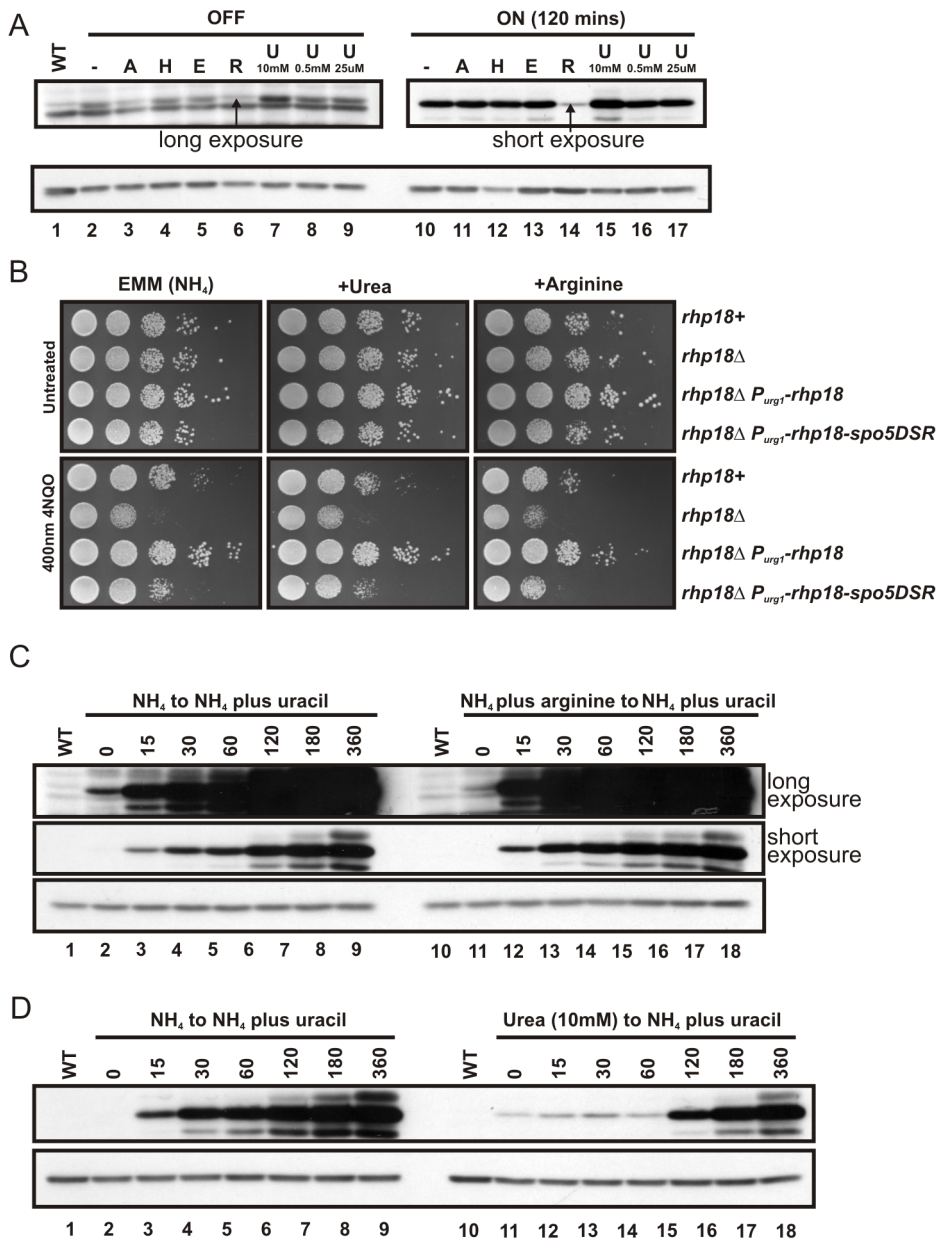 A
OFF
ON (120 mins)
WT - A H E R U 10mM U 0.5mM U 25uM
- A H E R U 10mM U 0.5mM U 25uM
long exposure
short exposure
1 2 3 4 5 6 7 8 9 10 11 12 13 14 15 16 17
B
EMM (NH₄)
+Urea
+Arginine
Untreated
rhp18+
rhp18Δ
rhp18Δ Purg1-rhp18
rhp18Δ Purg1-rhp18-spo5DSR
400nm 4NQO
rhp18+
rhp18Δ
rhp18Δ Purg1-rhp18
rhp18Δ Purg1-rhp18-spo5DSR
C
NH₄ to NH₄ plus uracil
NH₄ plus arginine to NH₄ plus uracil
WT 0 15 30 60 120 180 360
WT 0 15 30 60 120 180 360
long
exposure
short
exposure
1 2 3 4 5 6 7 8 9 10 11 12 13 14 15 16 17 18
D
NH₄ to NH₄ plus uracil
Urea (10mM) to NH₄ plus uracil
WT 0 15 30 60 120 180 360
WT 0 15 30 60 120 180 360
1 2 3 4 5 6 7 8 9 10 11 12 13 14 15 16 17 18